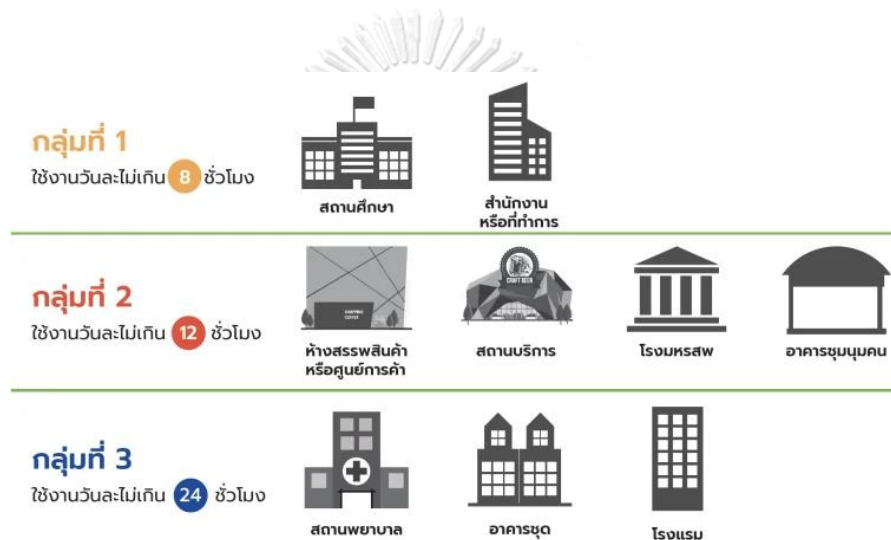 กลุ่มที่ 1
ใช้งานวันละไม่เกิน 8 ชั่วโมง
สถานศึกษา
สำนักงาน
หรือที่ทำการ
กลุ่มที่ 2
ใช้งานวันละไม่เกิน 12 ชั่วโมง
CRAFT BEER
ห้างสรรพสินค้า
หรือศูนย์การค้า
สถานบริการ
โรงมหรสพ
อาคารชุมนุมคน
กลุ่มที่ 3
ใช้งานวันละไม่เกิน 24 ชั่วโมง
สถานพยาบาล
อาคารชุด
โรงแรม